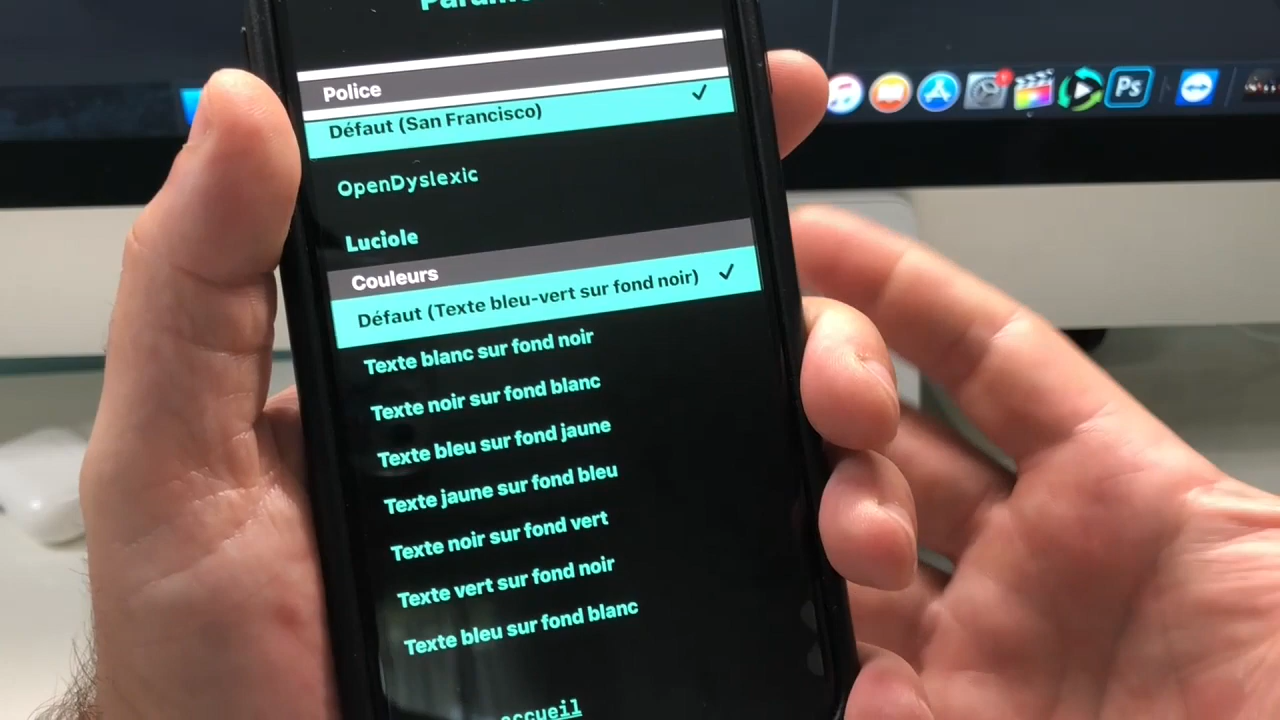 Police
Défaut (San Francisco)
OpenDyslexic
Luciole
Couleurs
Défaut (Texte bleu-vert sur fond noir)
Texte blanc sur fond noir
Texte noir sur fond blanc
Texte bleu sur fond jaune
Texte jaune sur fond bleu
Texte noir sur fond vert
Texte vert sur fond noir
Texte bleu sur fond blanc
Ps